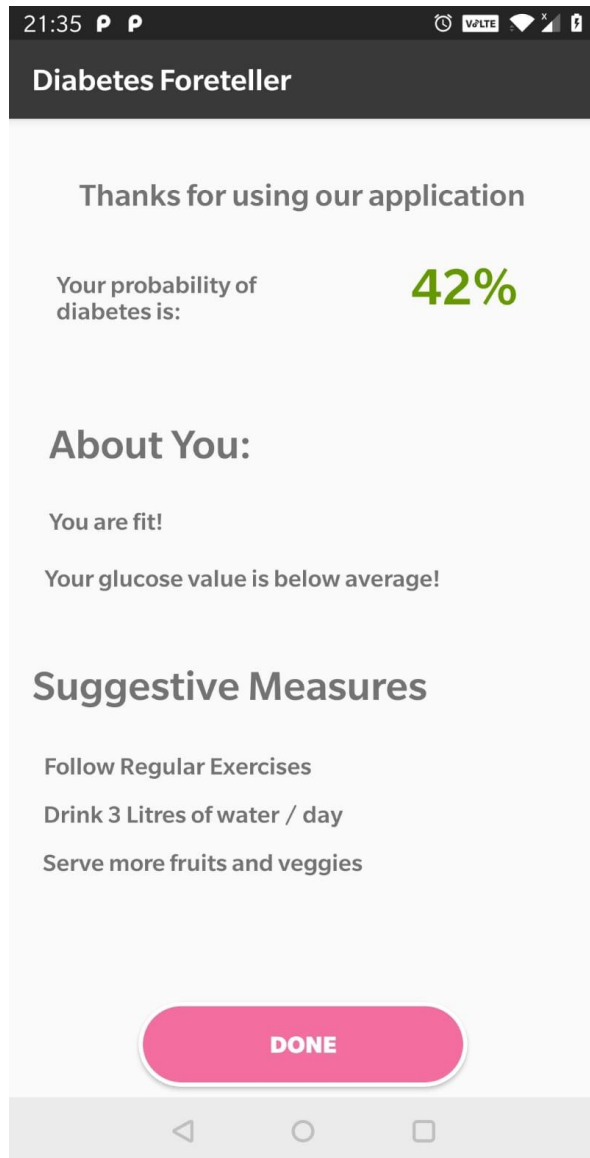 21:35 P P VoLTE x
Diabetes Foreteller
Thanks for using our application
Your probability of
diabetes is:
42%
About You:
You are fit!
Your glucose value is below average!
Suggestive Measures
Follow Regular Exercises
Drink 3 Litres of water / day
Serve more fruits and veggies
DONE